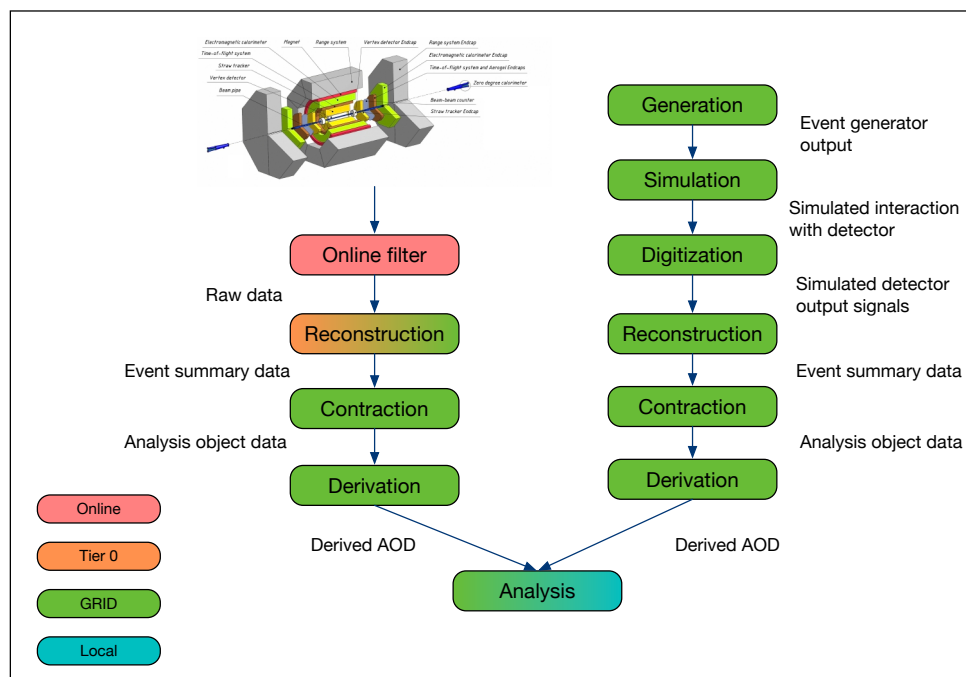 Electromagnetic calorimeter
Magnet
Range system
Vertex detector Endcap
Range system Endcap
Time-of-flight system
Electromagnetic calorimeter Endcap
Straw tracker
Time-of-flight system and Aerogel Endcaps
Vertex detector
Zero degree calorimeter
Beam pipe
Beam-beam counter
Straw tracker Endcap
Online filter
Raw data
Reconstruction
Event summary data
Contraction
Analysis object data
Derivation
Derived AOD
Generation
Event generator
output
Simulation
Simulated interaction
with detector
Digitization
Simulated detector
output signals
Reconstruction
Event summary data
Contraction
Analysis object data
Derivation
Derived AOD
Analysis
Online
Tier 0
GRID
Local